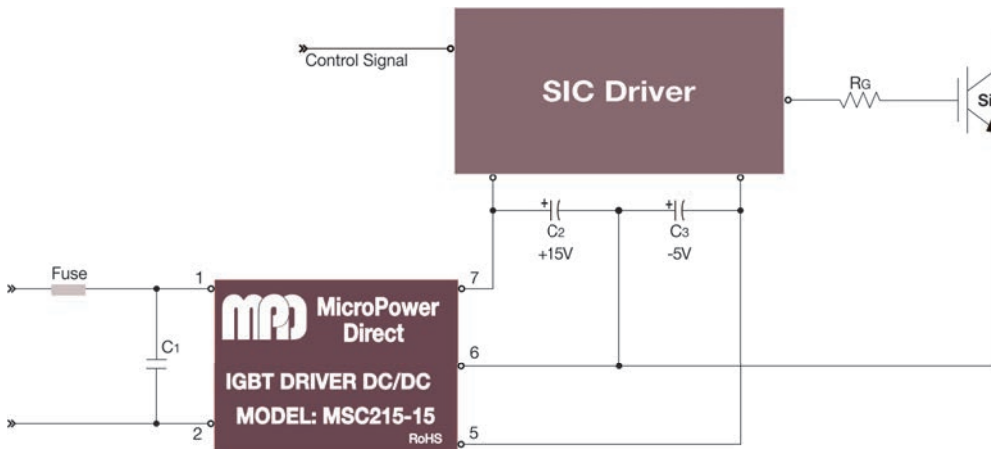 Control Signal
SIC Driver
RG
Si
C2
+15V
C3
-5V
Fuse
1
7
C1
MPD MicroPower
Direct
6
IGBT DRIVER DC/DC
MODEL: MSC215-15
RoHS
2
5